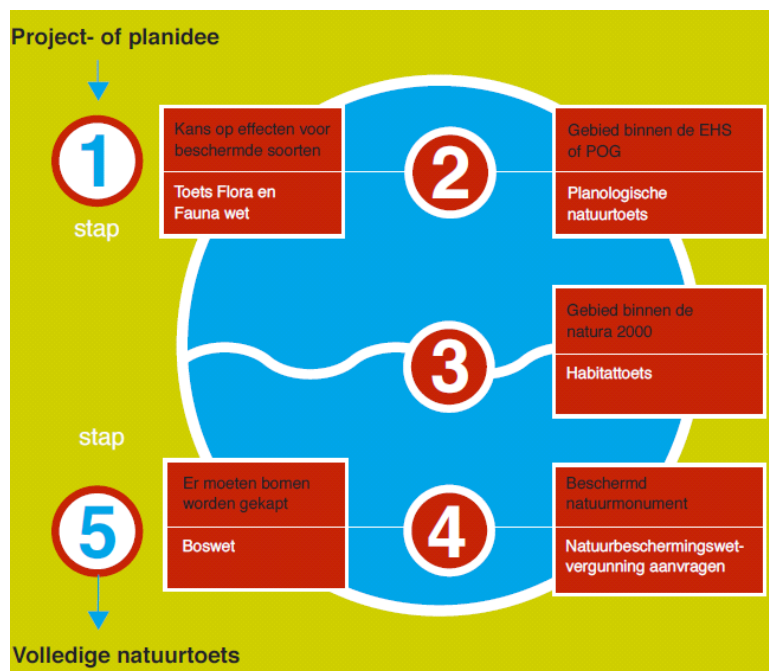 Project- of planidee
1
stap
Kans op effecten voor
beschermde soorten
Toets Flora en
Fauna wet
2
Gebied binnen de EHS
of POG
Planologische
natuurtoets
3
Gebied binnen de
natura 2000
Habitattoets
4
Beschermd
natuurmonument
Natuurbeschermingswet-
vergunning aanvragen
stap
5
Er moeten bomen
worden gekapt
Boswet
Volledige natuurtoets